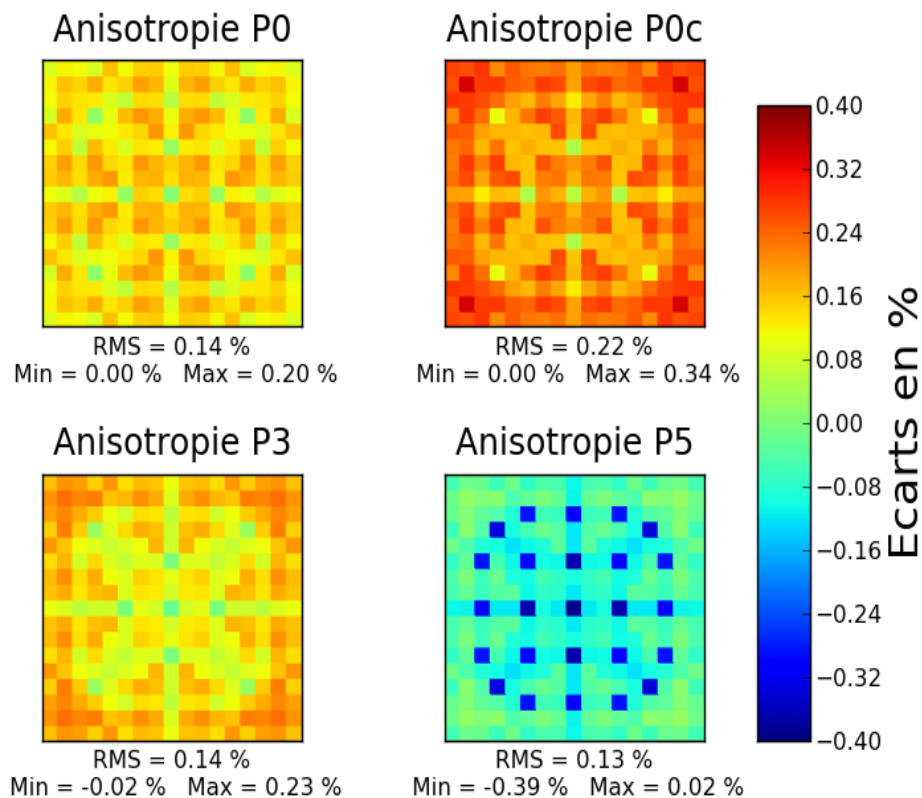 Anisotropie P0
Anisotropie P0c
RMS = 0.14 %
Min = 0.00 %   Max = 0.20 %
RMS = 0.22 %
Min = 0.00 %   Max = 0.34 %
Anisotropie P3
Anisotropie P5
RMS = 0.14 %
Min = -0.02 %   Max = 0.23 %
RMS = 0.13 %
Min = -0.39 %   Max = 0.02 %
0.40
0.32
0.24
0.16
0.08
0.00
−0.08
−0.16
−0.24
−0.32
−0.40
Ecarts en %